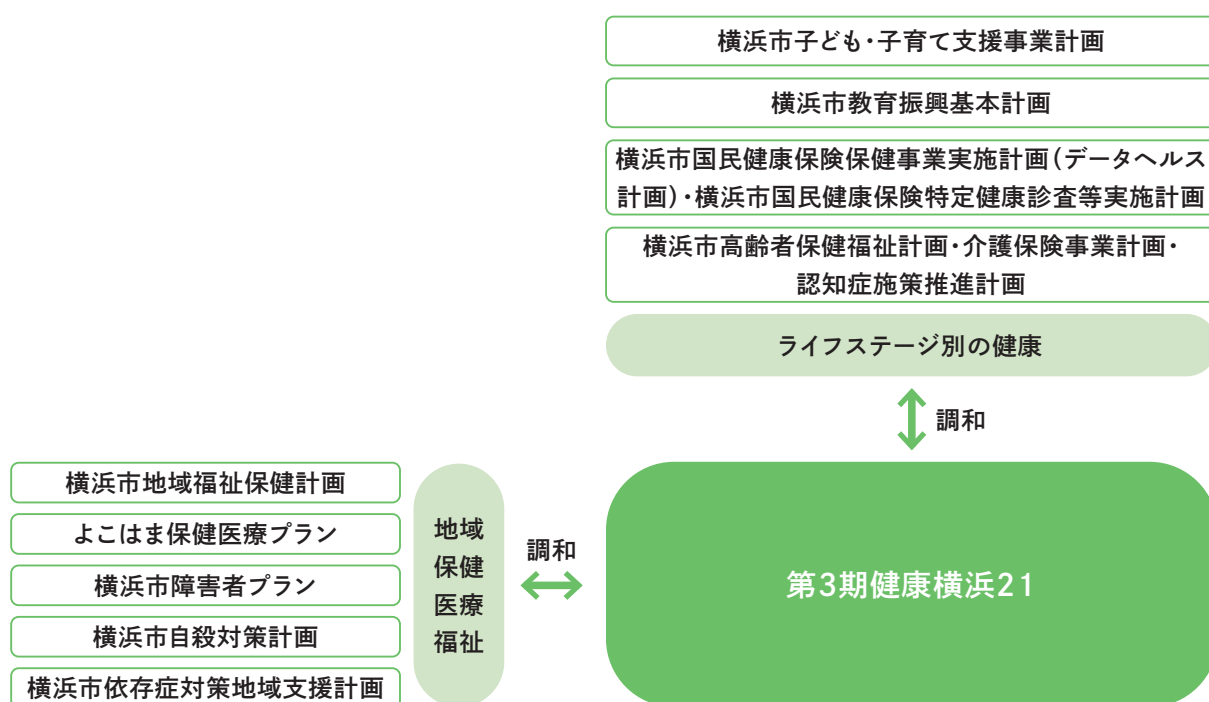 横浜市子ども・子育て支援事業計画
横浜市教育振興基本計画
横浜市国民健康保険保健事業実施計画(データヘルス
計画)・横浜市国民健康保険特定健康診査等実施計画
横浜市高齢者保健福祉計画・介護保険事業計画・
認知症施策推進計画
ライフステージ別の健康
調和
横浜市地域福祉保健計画
よこはま保健医療プラン
横浜市障害者プラン
横浜市自殺対策計画
横浜市依存症対策地域支援計画
地域
保健
医療
福祉
調和
第3期健康横浜21